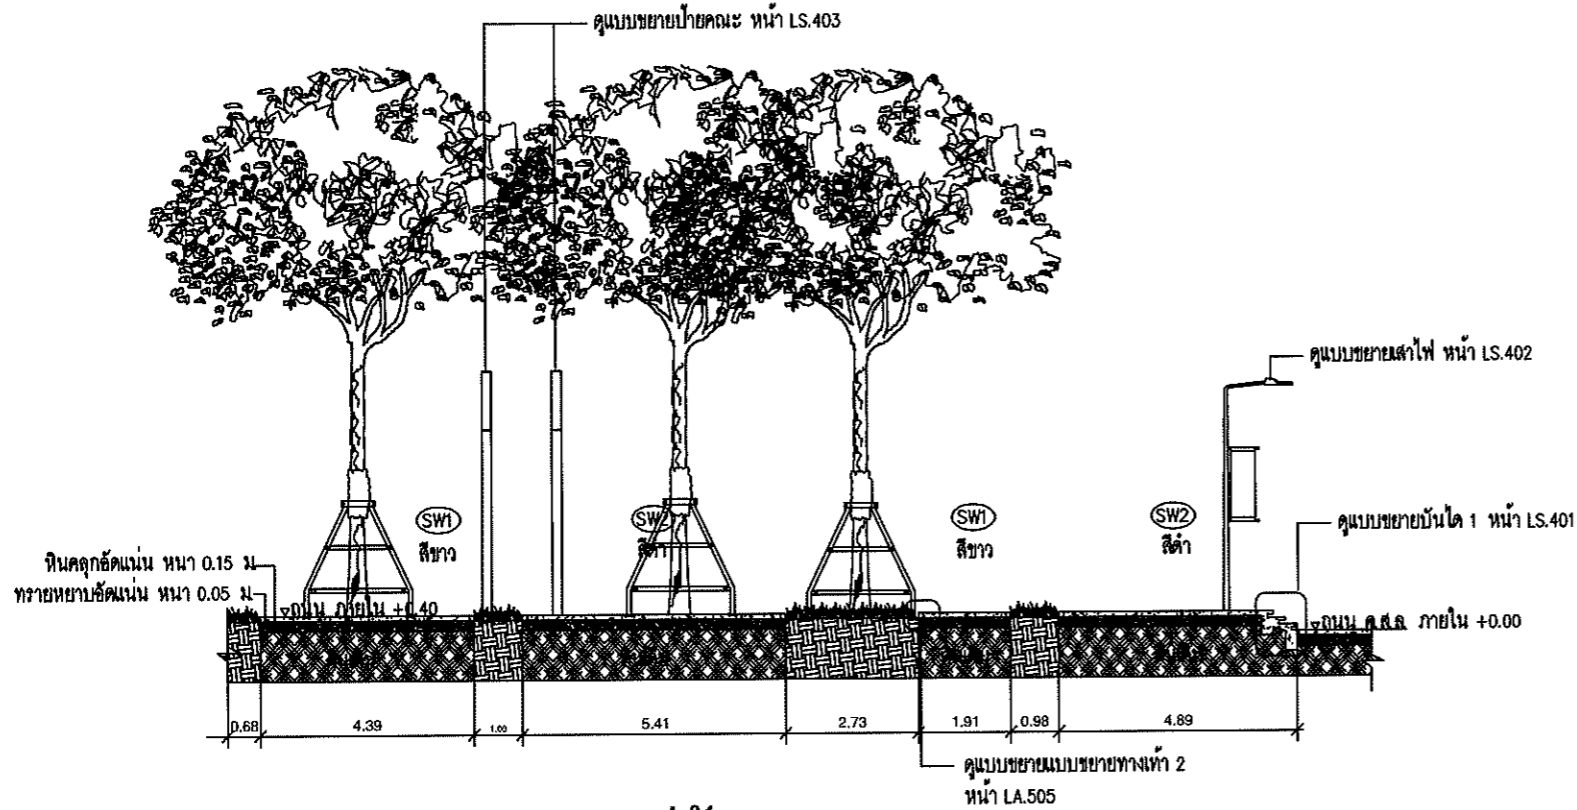 ดูแบบขยายป้ายคณะ หน้า LS.403
ดูแบบขยายเสาไฟ หน้า LS.402
SW1
สีขาว
สีดำ
SW1
สีขาว
SW2
สีดำ
ดูแบบขยายบันได 1 หน้า LS.401
หินคลุกอัดแน่น หนา 0.15 ม
ทรายหยาบอัดแน่น หนา 0.05 ม
ถนน ภายใน +0.40
ถนน ค.ส.ล ภายใน +0.00
0.68
4.39
1.00
5.41
2.73
1.91
0.98
4.89
ดูแบบขยายแบบขยายทางเท้า 2
หน้า LA.505